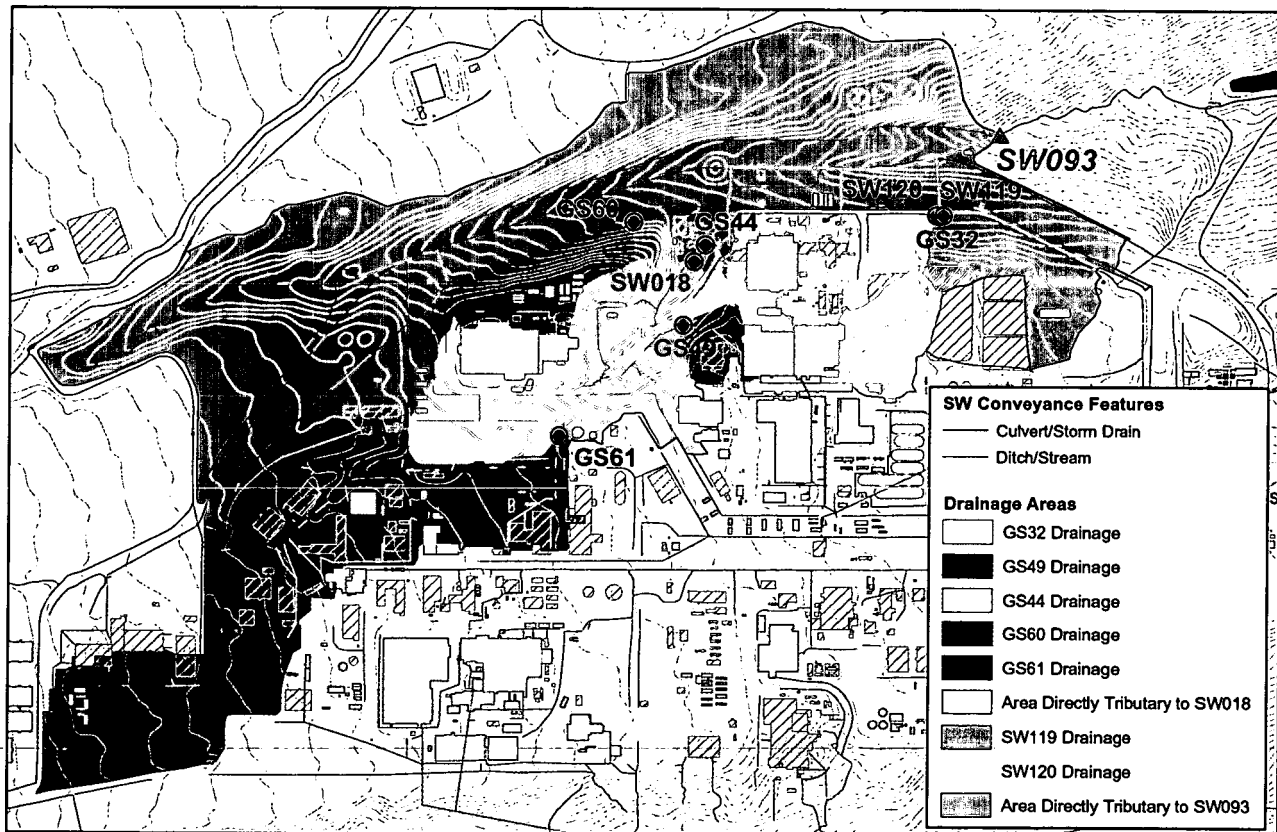 SW093
SW120
SW119
GS60
GS44
GS32
SW018
GS49
GS61
SW Conveyance Features
Culvert/Storm Drain
Ditch/Stream
Drainage Areas
GS32 Drainage
GS49 Drainage
GS44 Drainage
GS60 Drainage
GS61 Drainage
Area Directly Tributary to SW018
SW119 Drainage
SW120 Drainage
Area Directly Tributary to SW093